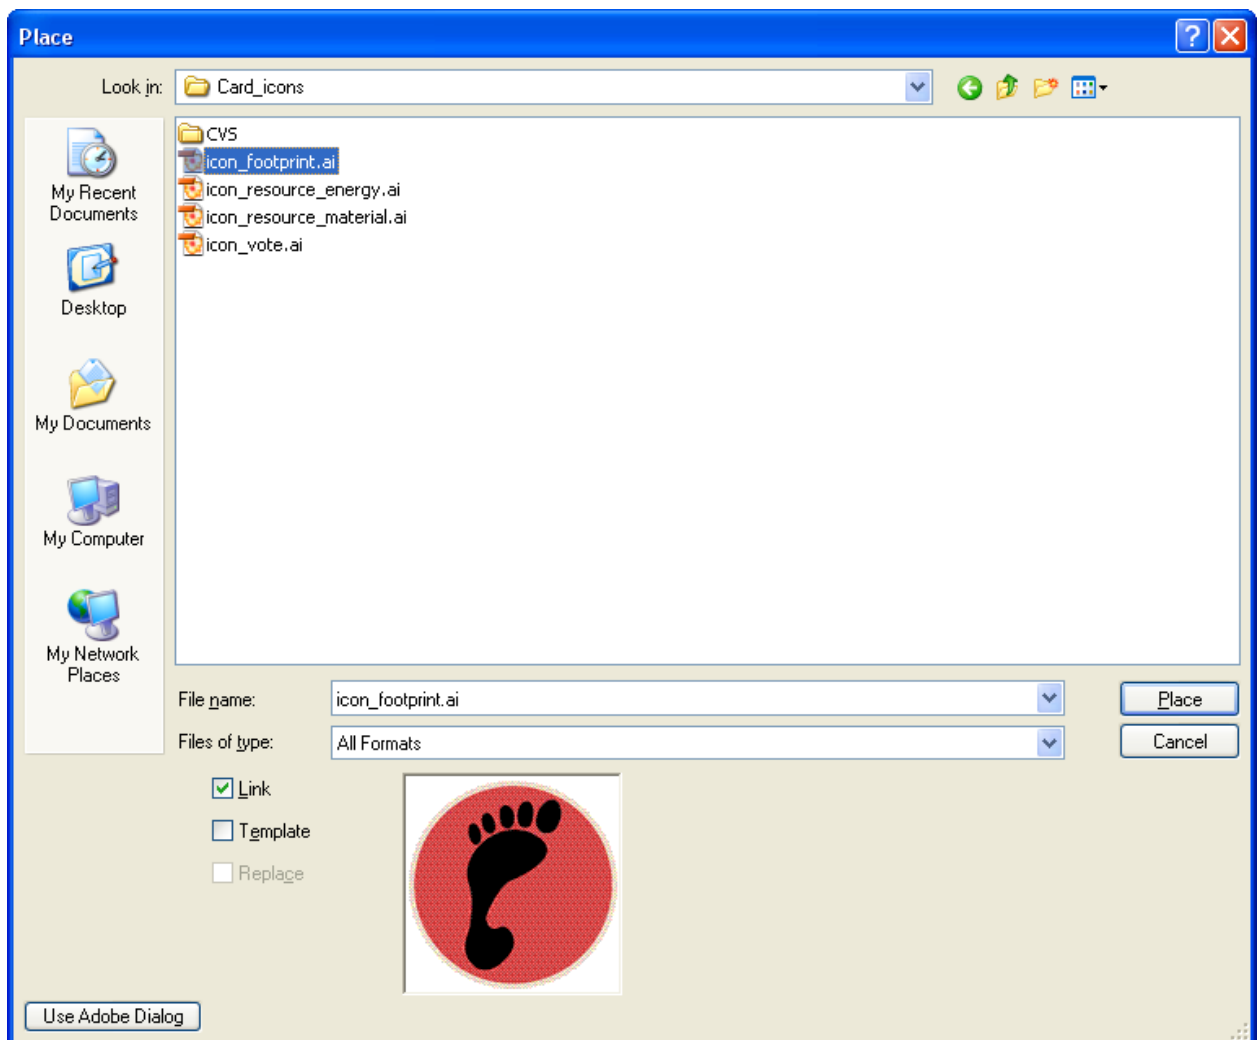 Place
Look in:
Card_icons
My Recent
Documents
Desktop
My Documents
My Computer
My Network
Places
CVS
icon_footprint.ai
icon_resource_energy.ai
icon_resource_material.ai
icon_vote.ai
File name:
icon_footprint.ai
Place
Files of type:
All Formats
Cancel
Link
Template
Replace
Use Adobe Dialog